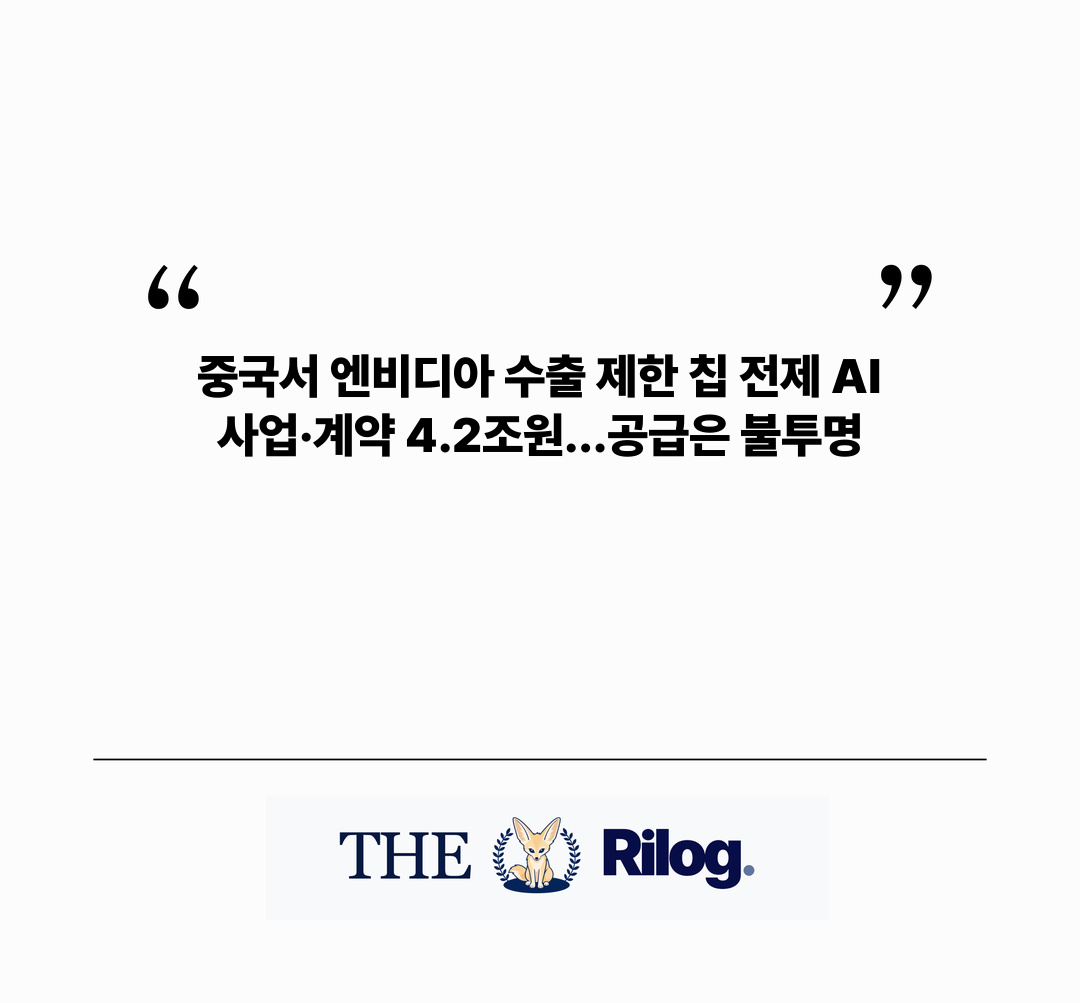 “ ”
중국서 엔비디아 수출 제한 칩 전제 AI
사업·계약 4.2조원...공급은 불투명
THE Rilog.